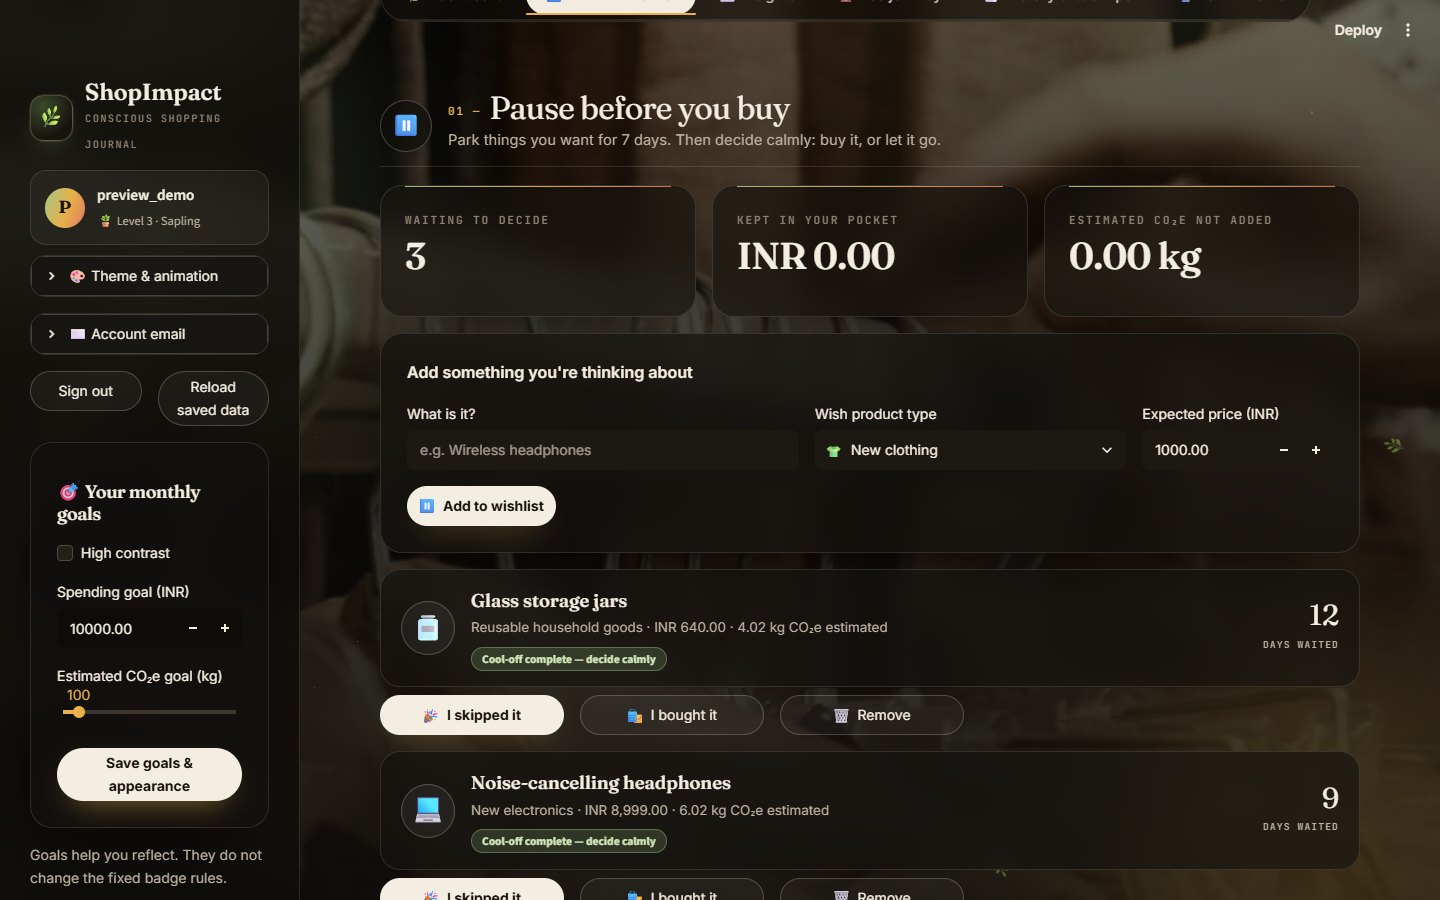 Deploy
ShopImpact
CONSCIOUS SHOPPING
JOURNAL
P
preview_demo
Level 3 · Sapling
Theme & animation
Account email
Sign out
Reload
saved data
Your monthly
goals
High contrast
Spending goal (INR)
10000.00
Estimated CO₂e goal (kg)
100
Save goals &
appearance
Goals help you reflect. They do not
change the fixed badge rules.
01 — Pause before you buy
Park things you want for 7 days. Then decide calmly: buy it, or let it go.
WAITING TO DECIDE
3
KEPT IN YOUR POCKET
INR 0.00
ESTIMATED CO₂E NOT ADDED
0.00 kg
Add something you're thinking about
What is it?
e.g. Wireless headphones
Wish product type
New clothing
Expected price (INR)
1000.00
Add to wishlist
Glass storage jars
Reusable household goods · INR 640.00 · 4.02 kg CO₂e estimated
Cool-off complete — decide calmly
12
DAYS WAITED
I skipped it
I bought it
Remove
Noise-cancelling headphones
New electronics · INR 8,999.00 · 6.02 kg CO₂e estimated
Cool-off complete — decide calmly
9
DAYS WAITED
I skipped it
I bought it
Remove